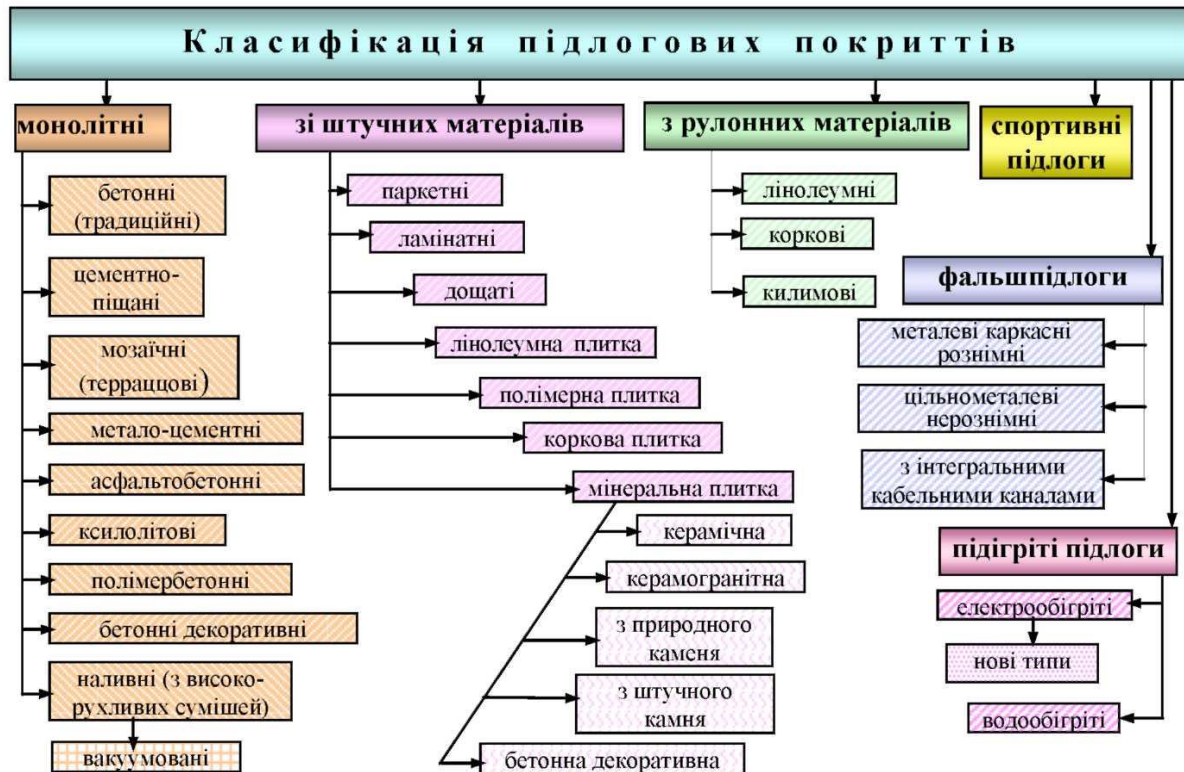 Класифікація підлогових покриттів
монолітні
бетонні
(традиційні)
цементно-
піщані
мозаїчні
(терраццові)
метало-цементні
асфальтобетонні
ксилолітові
полімербетонні
бетонні декоративні
наливні (з високо-
рухливих сумішей)
вакуумовані
зі штучних матеріалів
паркетні
ламінатні
дощаті
лінолеумна плитка
полімерна плитка
коркова плитка
мінеральна плитка
керамічна
керамогранітна
з природного
каменя
з штучного
камня
бетонна декоративна
з рулонних матеріалів
лінолеумні
коркові
килимові
спортивні
підлоги
фальшпідлоги
металеві каркасні
рознімні
цільнометалеві
нерознімні
з інтегральними
кабельними каналами
підігріті підлоги
електрообігріті
нові типи
водообігріті